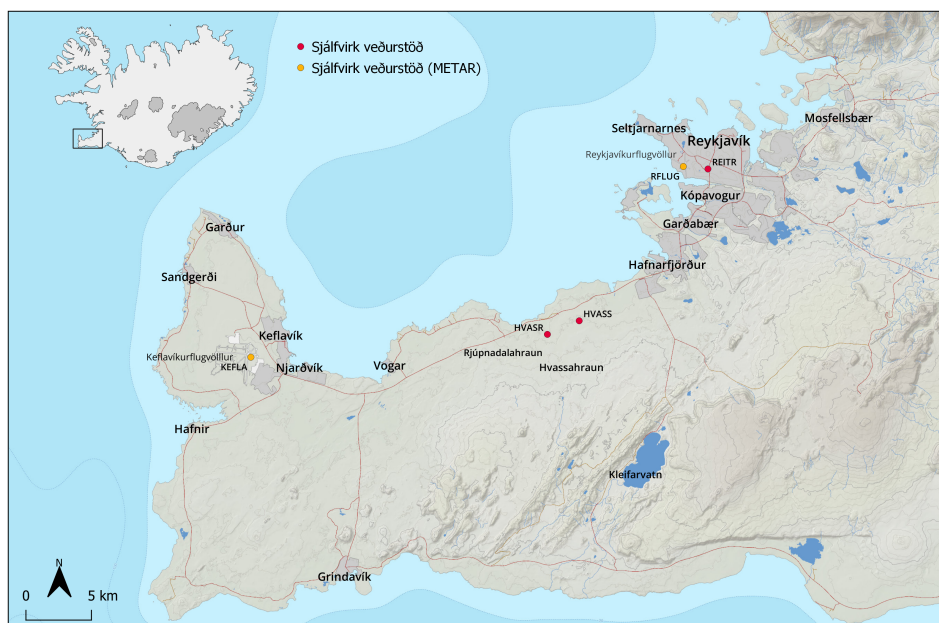 Sjálfvirk veðurstöð
Sjálfvirk veðurstöð (METAR)
Mosfellsbær
Seltjarnarnes
Reykjavík
Reykjavíkurflugvöllur
REITR
RFLUG
Kópavogur
Garðabær
Garður
Hafnarfjörður
Sandgerði
HVASS
HVASR
Keflavík
Rjúpnadalahraun
Keflavíkurflugvöllur
KEFLA
Njarðvík
Vogar
Hvassahraun
Hafnir
Kleifarvatn
N
Grindavík
0 5 km